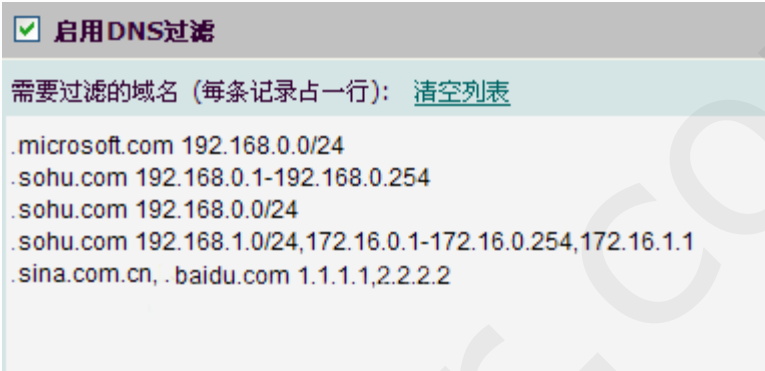 启用DNS过滤
需要过滤的域名 (每条记录占一行)： 清空列表
.microsoft.com 192.168.0.0/24
.sohu.com 192.168.0.1-192.168.0.254
.sohu.com 192.168.0.0/24
.sohu.com 192.168.1.0/24,172.16.0.1-172.16.0.254,172.16.1.1
.sina.com.cn, .baidu.com 1.1.1.1,2.2.2.2